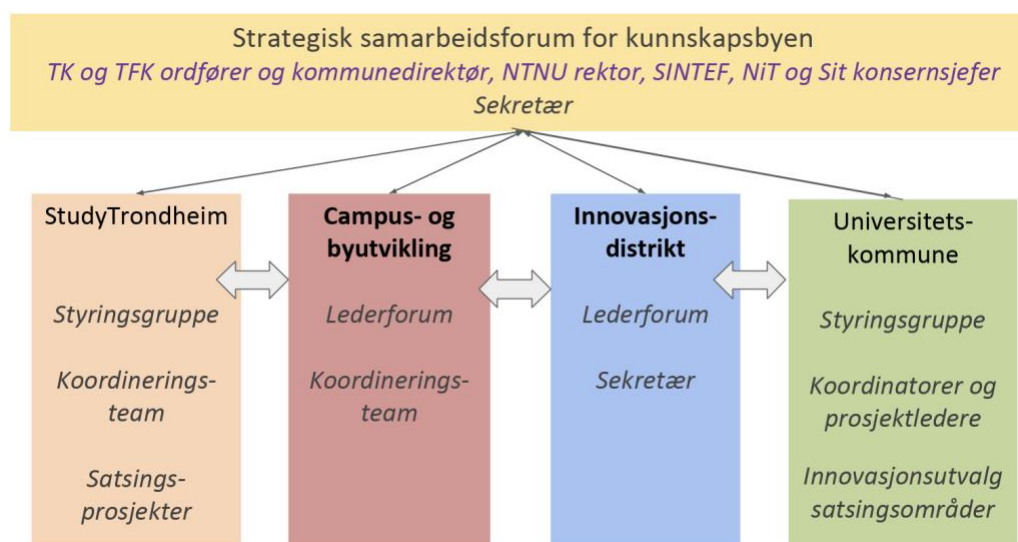 Strategisk samarbeidsforum for kunnskapsbyen
TK og TFK ordfører og kommunedirektør, NTNU rektor, SINTEF, NiT og Sit konsernsjefer
Sekretær
StudyTrondheim
Styringsgruppe
Koordinerings-
team
Satsings-
prosjekter
Campus- og
byutvikling
Lederforum
Koordinerings-
team
Innovasjons-
distrikt
Lederforum
Sekretær
Universitets-
kommune
Styringsgruppe
Koordinatorer og
prosjektledere
Innovasjonsutvalg
satsingsområder